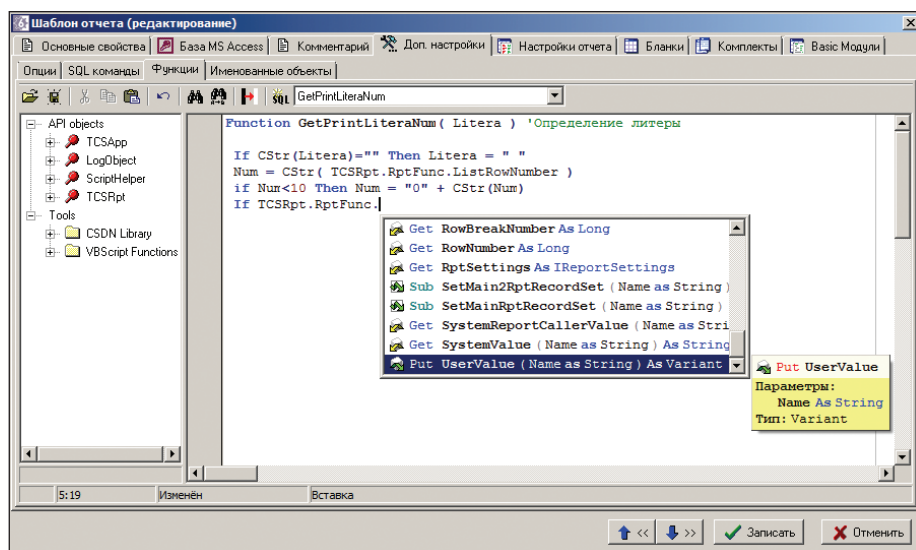 Шаблон отчета (редактирование)
Основные свойства База MS Access Комментарий Доп. настройки Настройки отчета Бланки Комплекты Basic Модули
Опции SQL команды Функции Именованные объекты
SQL GetPrintLiteraNum
API objects
TCSApp
LogObject
ScriptHelper
TCSRpt
Tools
CSDN Library
VBScript Functions
Function GetPrintLiteraNum( Litera ) 'Определение литеры
If CStr(Litera)="" Then Litera = " "
Num = CStr( TCSRpt.RptFunc.ListRowNumber )
if Num<10 Then Num = "0" + CStr(Num)
If TCSRpt.RptFunc.
Get RowBreakNumber As Long
Get RowNumber As Long
Get RptSettings As IReportSettings
Sub SetMain2RptRecordSet ( Name as String )
Sub SetMainRptRecordSet ( Name as String )
Get SystemReportCallerValue ( Name as Stri
Get SystemValue ( Name as String ) As String
Put UserValue ( Name as String ) As Variant
Put UserValue
Параметры:
Name As String
Тип: Variant
5:19 Изменён Вставка
<< >> Записать Отменить